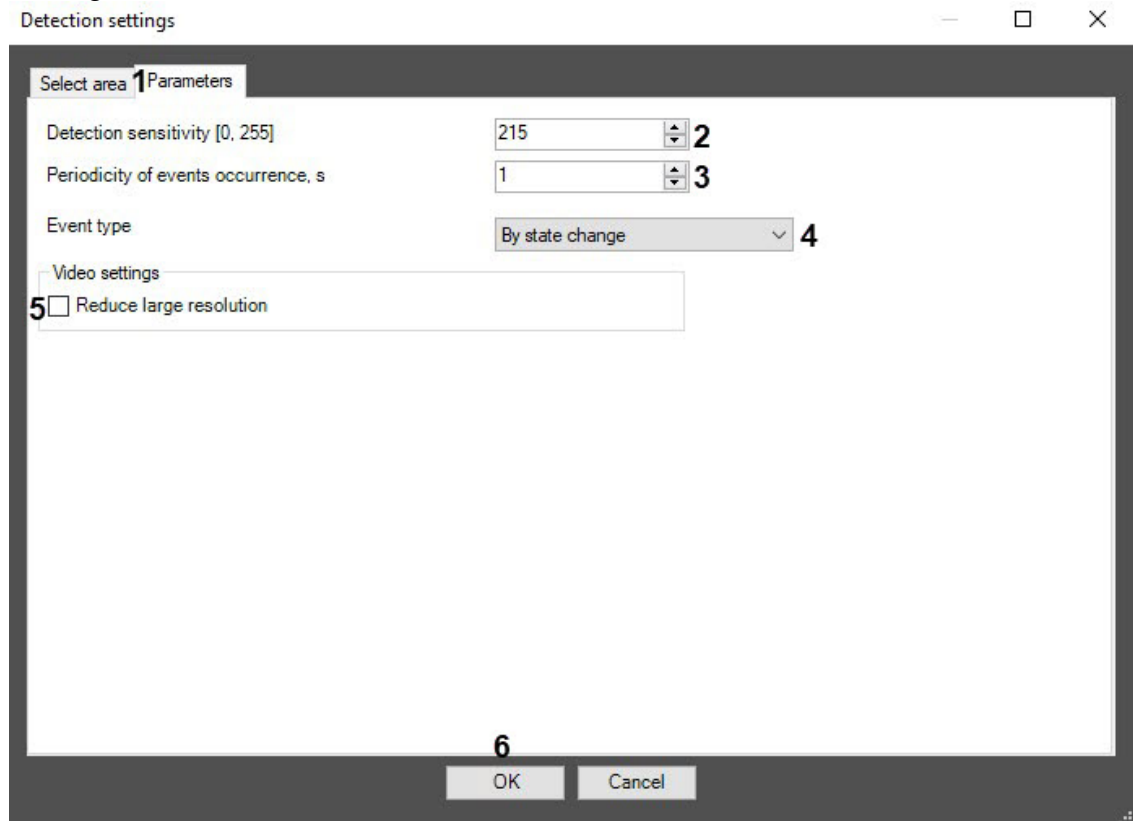 Detection settings
Select area 1 Parameters
Detection sensitivity [0, 255] 215 2
Periodicity of events occurrence, s 1 3
Event type By state change 4
Video settings
5 Reduce large resolution
6
OK Cancel